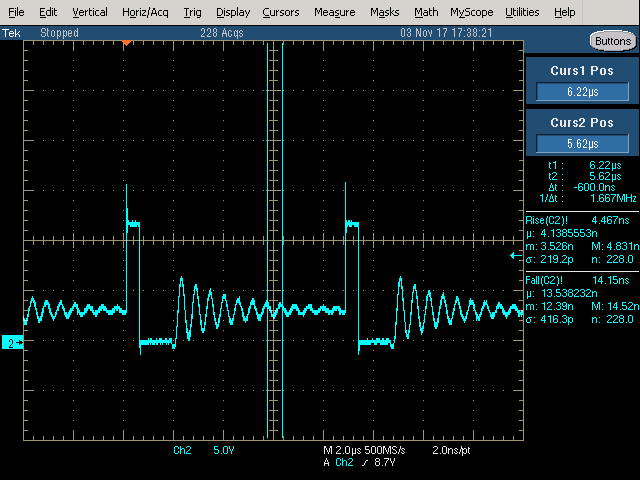 File Edit Vertical Horiz/Acq Trig Display Cursors Measure Masks Math MyScope Utilities Help
Tek Stopped 228 Acqs 03 Nov 17 17:38:21
Buttons
Curs1 Pos
6.22µs
Curs2 Pos
5.62µs
t1 : 6.22µs
t2 : 5.62µs
Δt : -600.0ns
1/Δt : 1.667MHz
Rise(C2)! 4.467ns
µ: 4.1385553n
m: 3.526n M: 4.831n
σ: 219.2p n: 228.0
Fall(C2)! 14.15ns
µ: 13.538232n
m: 12.39n M: 14.52n
σ: 416.3p n: 228.0
2
Ch2 5.0V M 2.0µs 500MS/s 2.0ns/pt
A Ch2 ∕ 8.7V